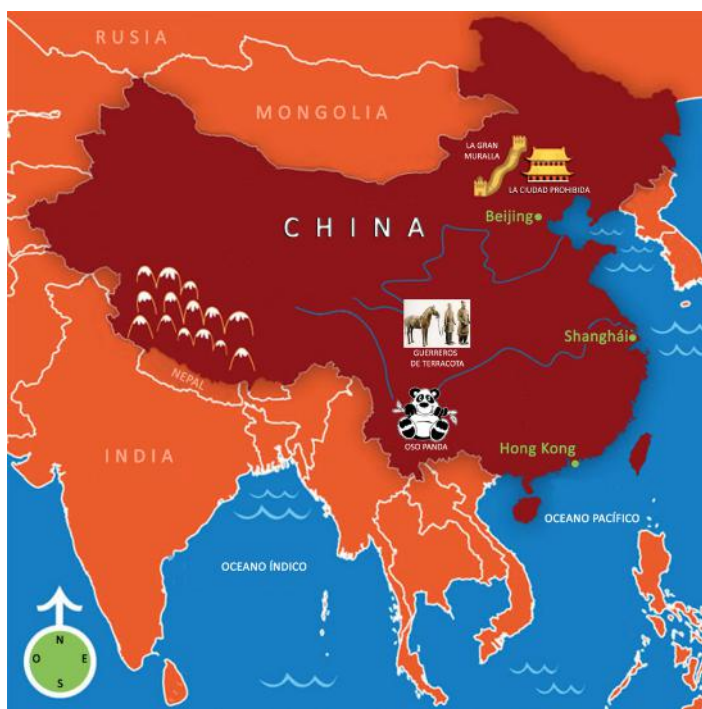 RUSIA
MONGOLIA
LA GRAN
MURALLA
LA CIUDAD PROHIBIDA
Beijing
CHINA
GUERREROS
DE TERRACOTA
Shanghái
NEPÁL
OSO PANDA
INDIA
Hong Kong
OCEANO PACÍFICO
OCEANO ÍNDICO
N
O E
S